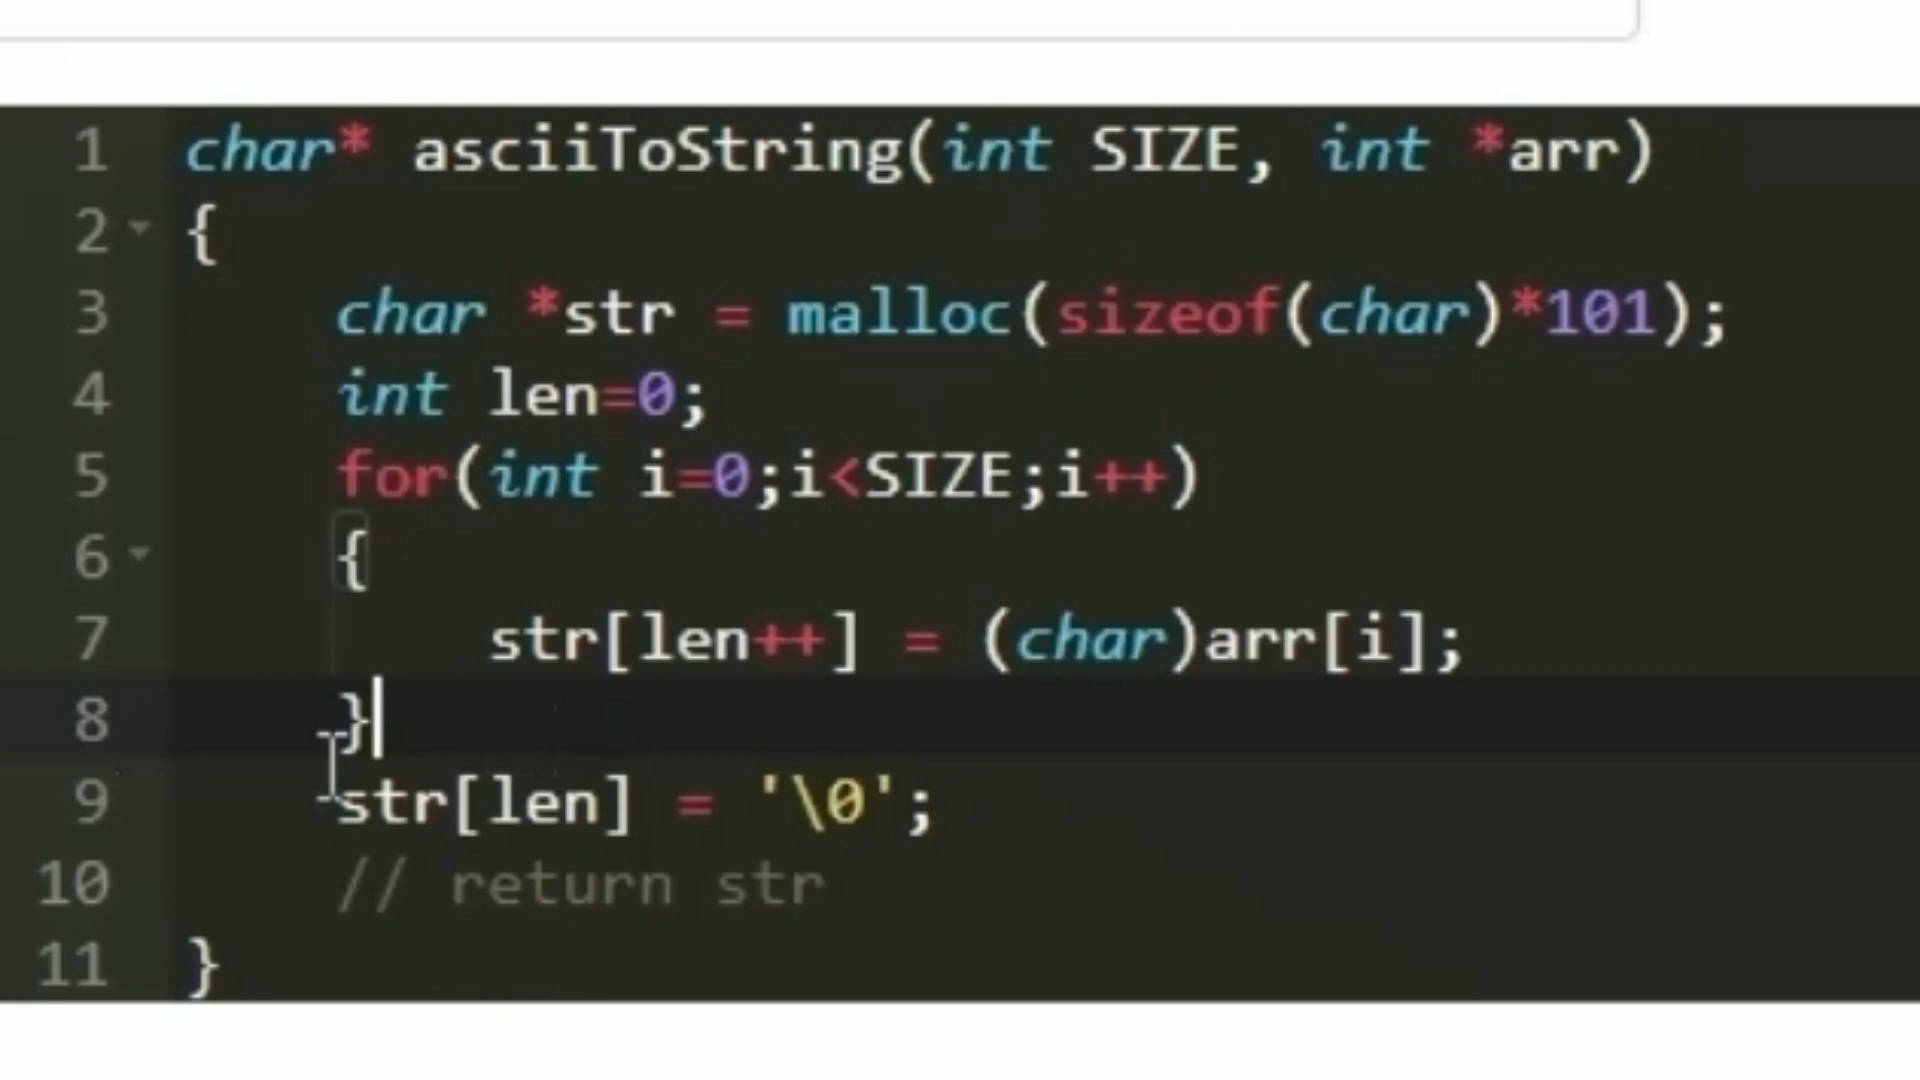 1 char* asciiToString(int SIZE, int *arr)
2 {
3 char *str = malloc(sizeof(char)*101);
4 int len=0;
5 for(int i=0;i<SIZE;i++)
6 {
7 str[len++] = (char)arr[i];
8 }
9 str[len] = '\0';
10 // return str
11 }